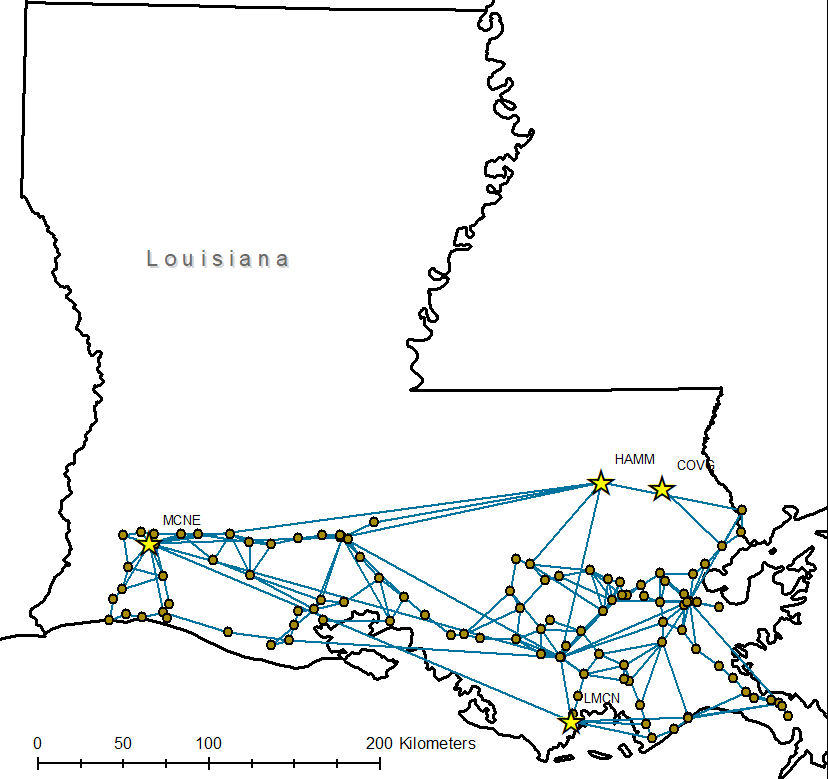 Louisiana
HAMM
COVG
MCNE
LMCN
0 50 100 200 Kilometers